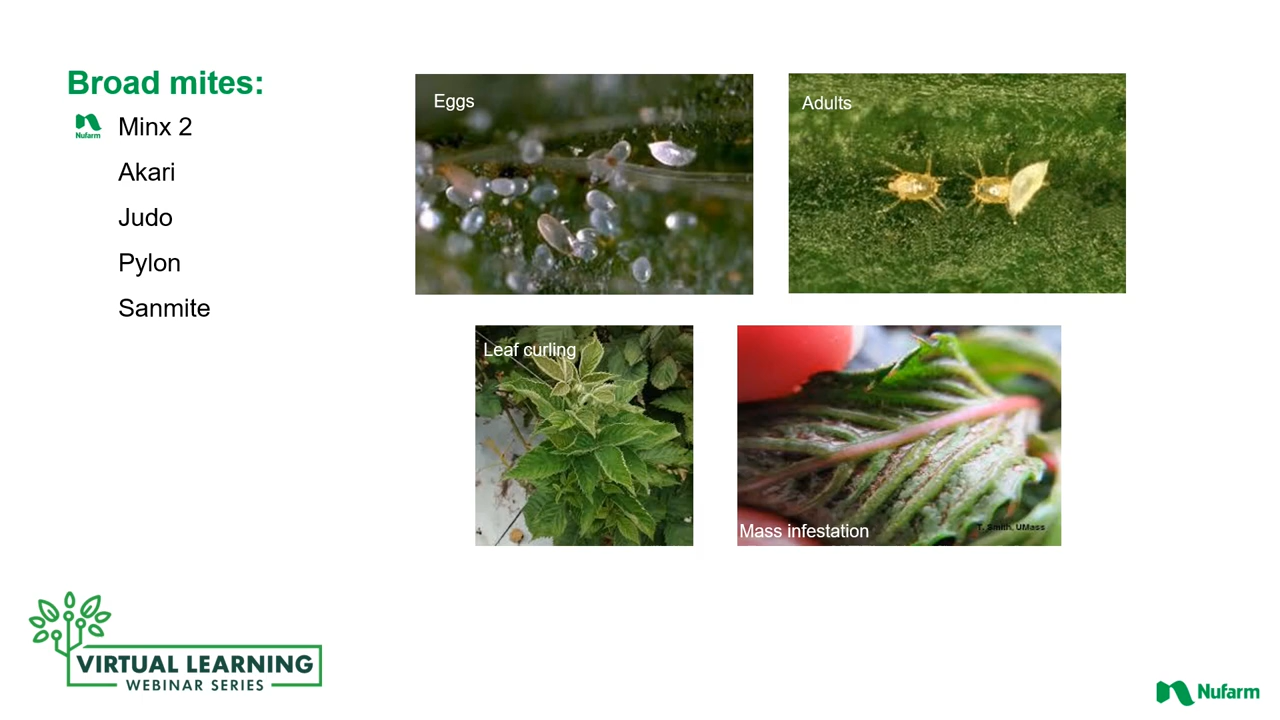 Broad mites:
Nufarm
Minx 2
Akari
Judo
Pylon
Sanmite
Eggs
Adults
Leaf curling
Mass infestation
T. Smith, UMass
VIRTUAL LEARNING
WEBINAR SERIES
Nufarm